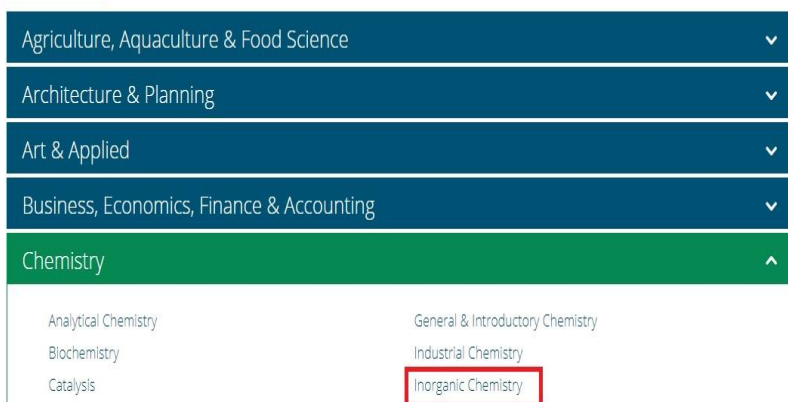 Agriculture, Aquaculture & Food Science
Architecture & Planning
Art & Applied
Business, Economics, Finance & Accounting
Chemistry
Analytical Chemistry
General & Introductory Chemistry
Biochemistry
Industrial Chemistry
Catalysis
Inorganic Chemistry